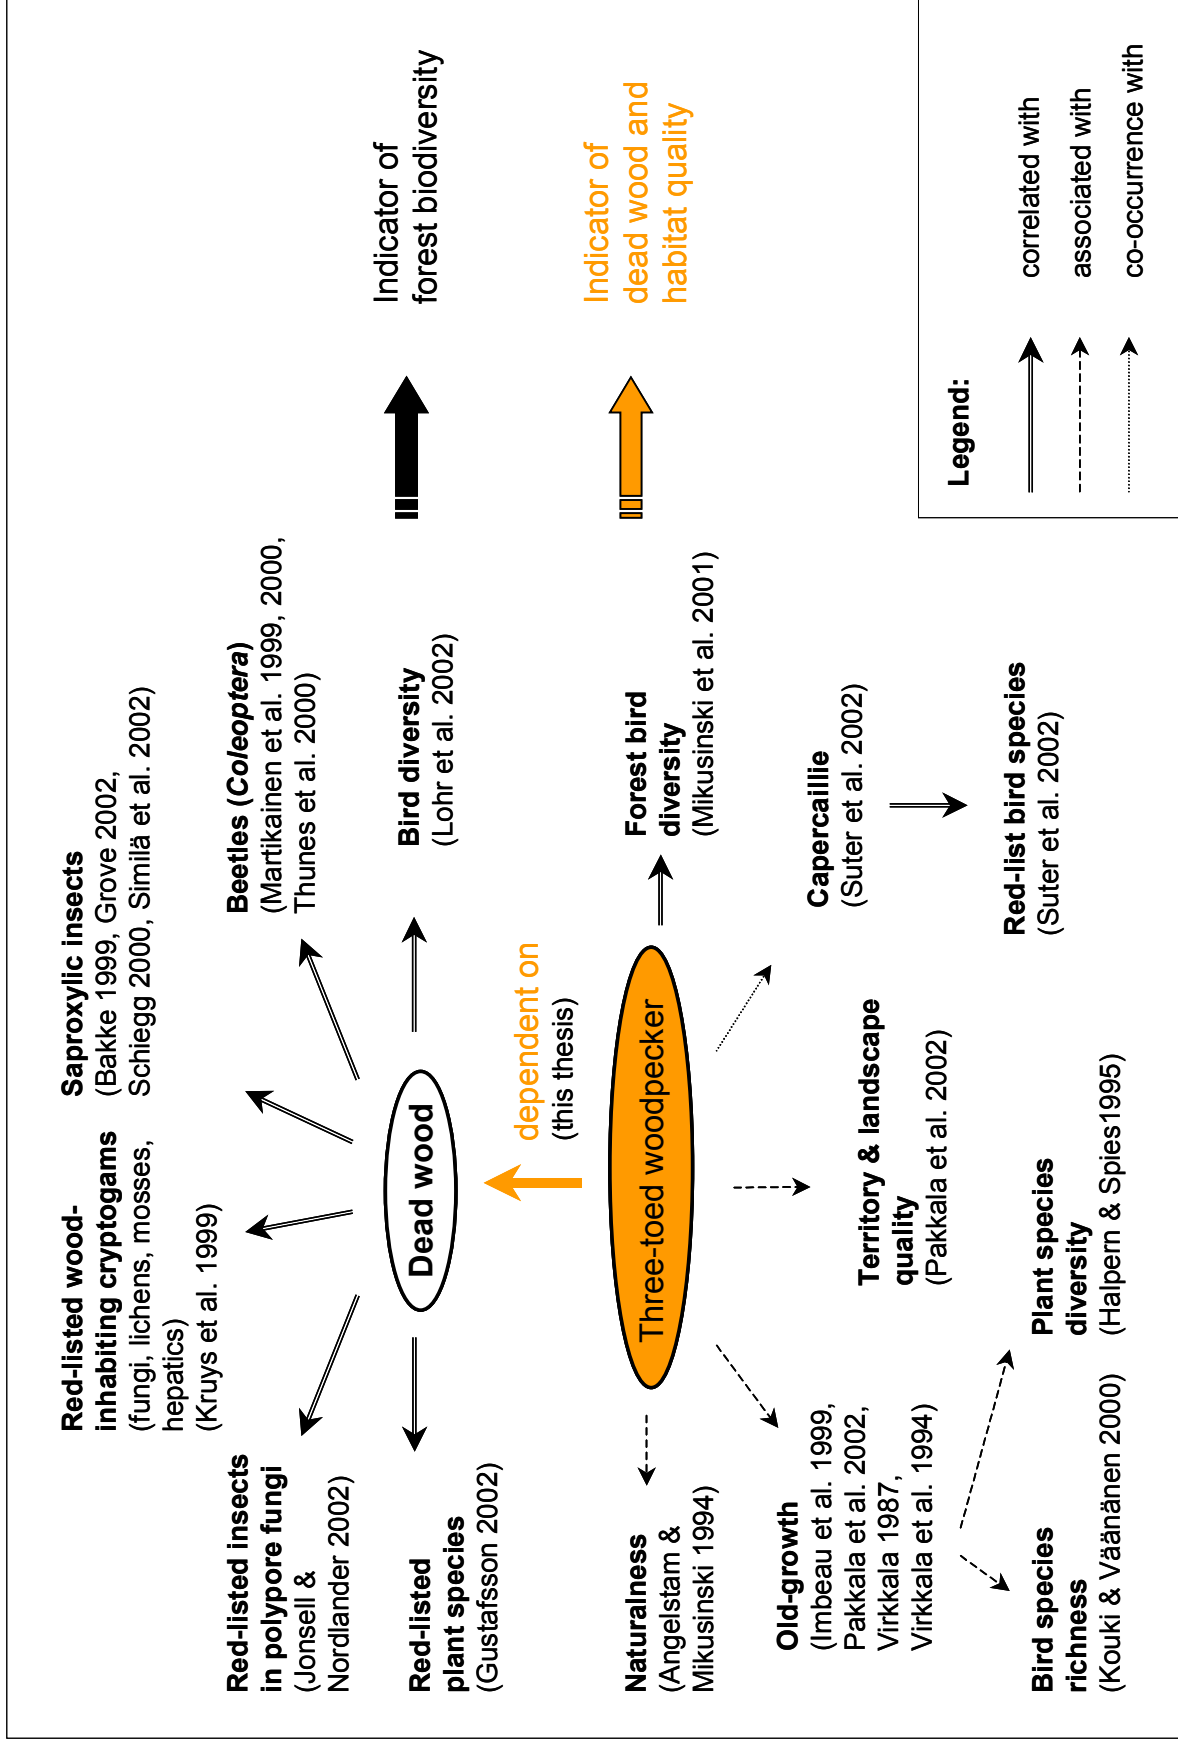 Red-listed wood-
inhabiting cryptogams
(fungi, lichens, mosses,
hepatics)
(Kruys et al. 1999)
Saproxylic insects
(Bakke 1999, Grove 2002,
Schiegg 2000, Similä et al. 2002)
Red-listed insects
in polypore fungi
(Jonsell &
Nordlander 2002)
Beetles (Coleoptera)
(Martikainen et al. 1999, 2000,
Thunes et al. 2000)
Red-listed
plant species
(Gustafsson 2002)
Dead wood
Bird diversity
(Lohr et al. 2002)
Indicator of
forest biodiversity
dependent on
(this thesis)
Naturalness
(Angelstam &
Mikusinski 1994)
Three-toed woodpecker
Forest bird
diversity
(Mikusinski et al. 2001)
Indicator of
dead wood and
habitat quality
Old-growth
(Imbeau et al. 1999,
Pakkala et al. 2002,
Virkkala 1987,
Virkkala et al. 1994)
Territory & landscape
quality
(Pakkala et al. 2002)
Capercaillie
(Suter et al. 2002)
Bird species
richness
(Kouki & Väänänen 2000)
Plant species
diversity
(Halpern & Spies1995)
Red-list bird species
(Suter et al. 2002)
Legend:
correlated with
associated with
co-occurrence with